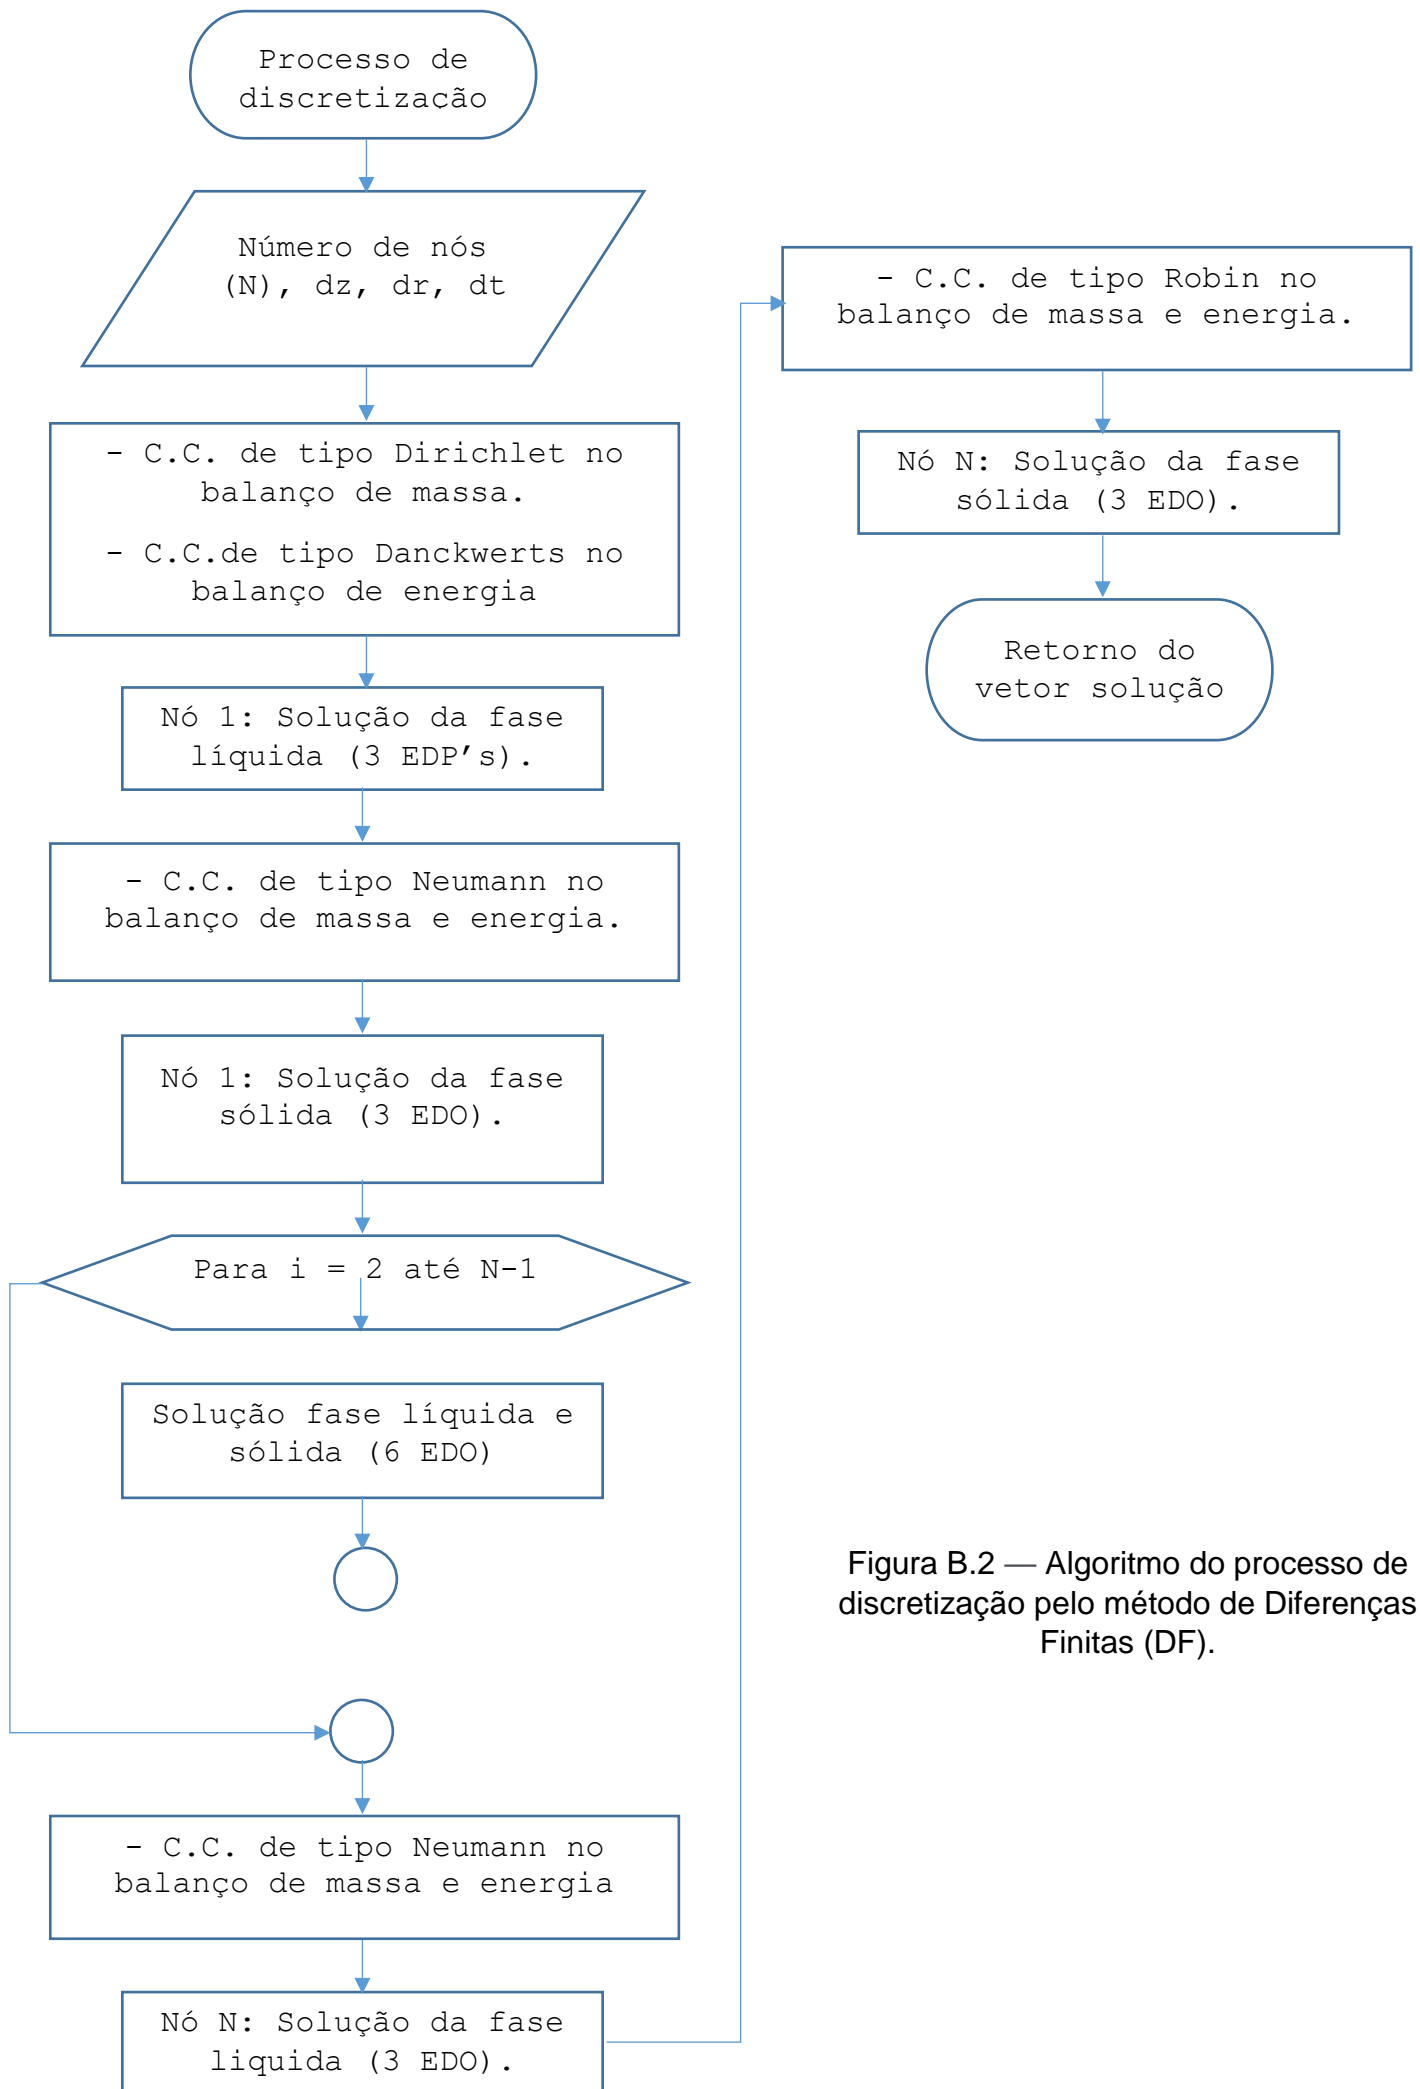 Processo de
discretizacão
Número de nós
(N), dz, dr, dt
- C.C. de tipo Dirichlet no
balanço de massa.
- C.C.de tipo Danckwerts no
balanço de energia
Nó 1: Solução da fase
líquida (3 EDP’s).
- C.C. de tipo Neumann no
balanço de massa e energia.
Nó 1: Solução da fase
sólida (3 EDO).
Para i = 2 até N-1
Solução fase líquida e
sólida (6 EDO)
- C.C. de tipo Neumann no
balanço de massa e energia
Nó N: Solução da fase
liquida (3 EDO).
- C.C. de tipo Robin no
balanço de massa e energia.
Nó N: Solução da fase
sólida (3 EDO).
Retorno do
vetor solução
Figura B.2 — Algoritmo do processo de
discretização pelo método de Diferenças
Finitas (DF).